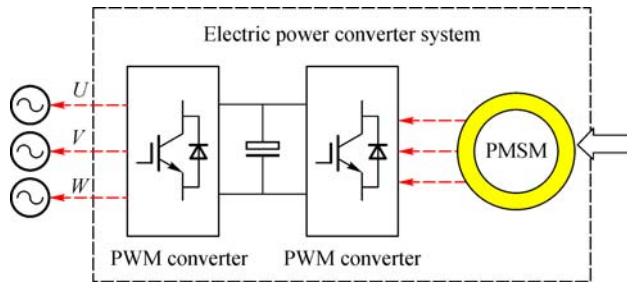 Electric power converter system
U
V
W
PMSM
PWM converter
PWM converter